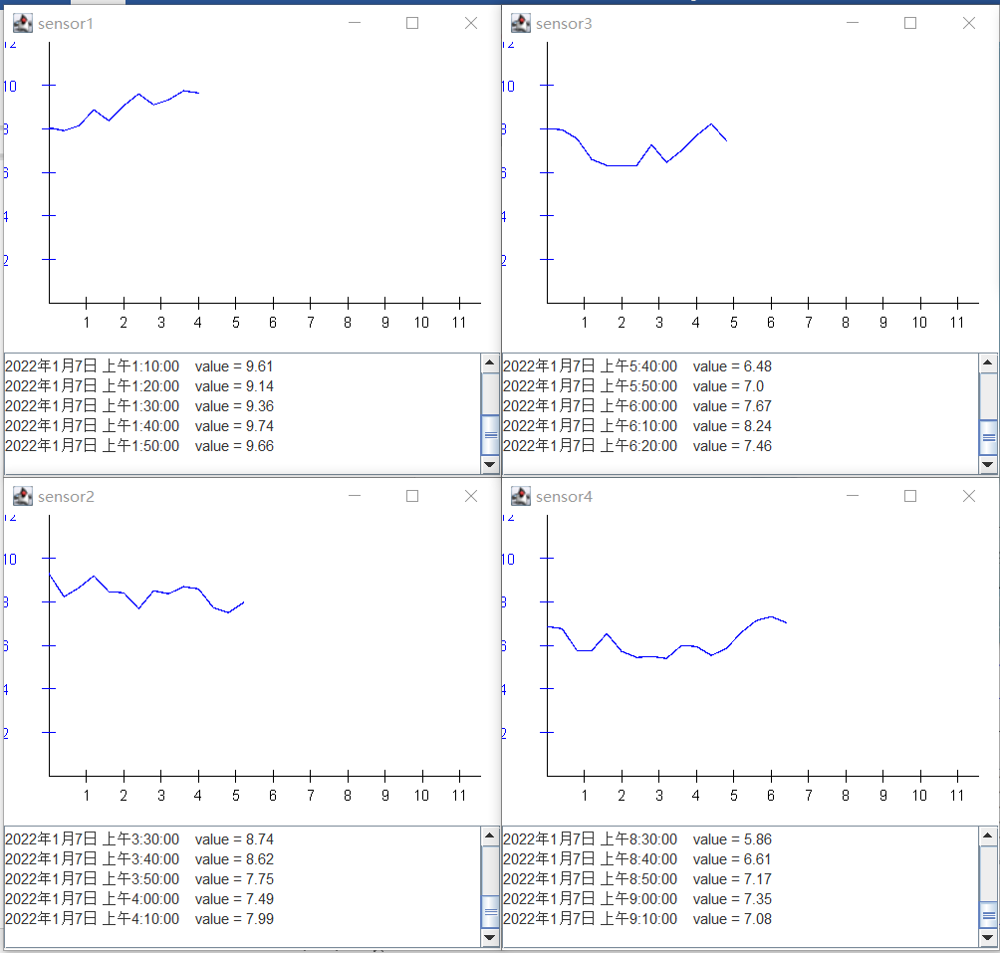 sensor1
12
10
8
6
4
2
1 2 3 4 5 6 7 8 9 10 11
2022年1月7日 上午1:10:00 value = 9.61
2022年1月7日 上午1:20:00 value = 9.14
2022年1月7日 上午1:30:00 value = 9.36
2022年1月7日 上午1:40:00 value = 9.74
2022年1月7日 上午1:50:00 value = 9.66
sensor3
12
10
8
6
4
2
1 2 3 4 5 6 7 8 9 10 11
2022年1月7日 上午5:40:00 value = 6.48
2022年1月7日 上午5:50:00 value = 7.0
2022年1月7日 上午6:00:00 value = 7.67
2022年1月7日 上午6:10:00 value = 8.24
2022年1月7日 上午6:20:00 value = 7.46
sensor2
12
10
8
6
4
2
1 2 3 4 5 6 7 8 9 10 11
2022年1月7日 上午3:30:00 value = 8.74
2022年1月7日 上午3:40:00 value = 8.62
2022年1月7日 上午3:50:00 value = 7.75
2022年1月7日 上午4:00:00 value = 7.49
2022年1月7日 上午4:10:00 value = 7.99
sensor4
12
10
8
6
4
2
1 2 3 4 5 6 7 8 9 10 11
2022年1月7日 上午8:30:00 value = 5.86
2022年1月7日 上午8:40:00 value = 6.61
2022年1月7日 上午8:50:00 value = 7.17
2022年1月7日 上午9:00:00 value = 7.35
2022年1月7日 上午9:10:00 value = 7.08